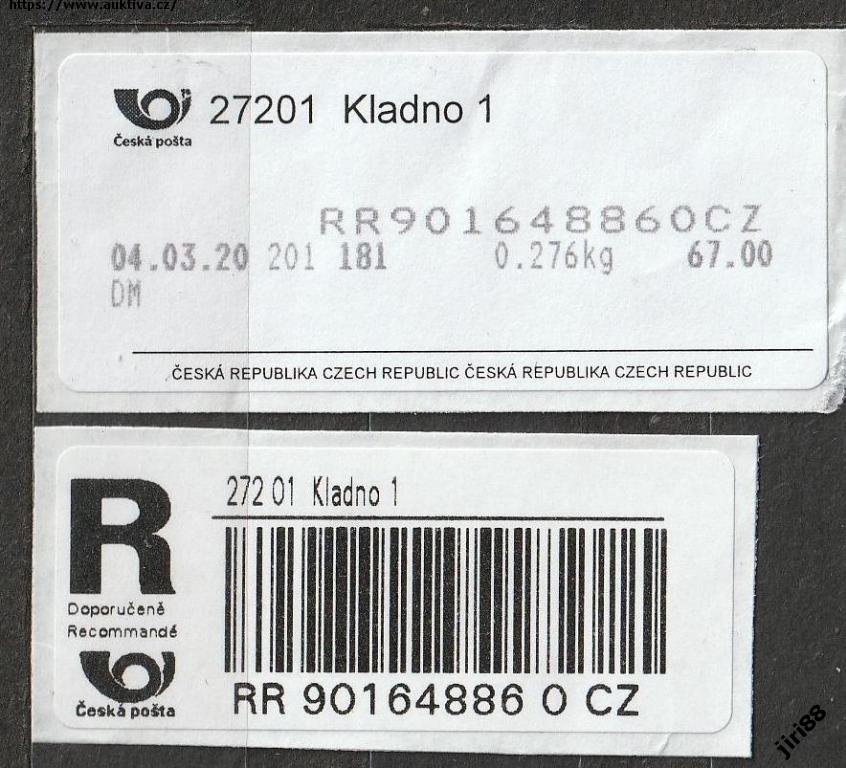 https://www.auktiva.cz/
Česká pošta
27201 Kladno 1
RR901648860CZ
04.03.20 201 181 0.276kg 67.00
DM
ČESKÁ REPUBLIKA CZECH REPUBLIC ČESKÁ REPUBLIKA CZECH REPUBLIC
R
272 01 Kladno 1
Doporučeně
Recommandé
Česká pošta
RR 90164886 0 CZ
jiri88